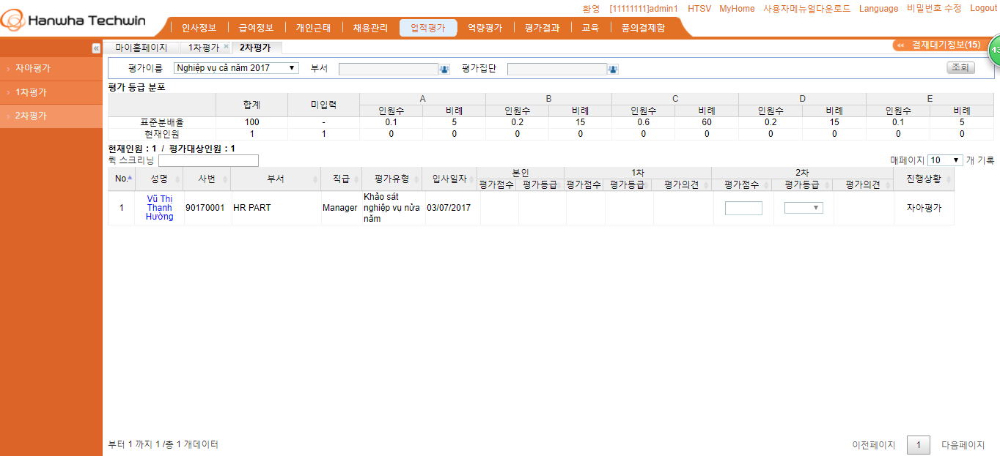 환영 [11111111]admin1 HTSV MyHome 사용자메뉴얼다운로드 Language 비밀번호 수정 Logout
Hanwha Techwin
인사정보 급여정보 개인근태 채용관리 업적평가 역량평가 평가결과 교육 품의결제함
« 마이홈페이지 1차평가 × 2차평가 «« 결재대기정보(15) 43
자아평가
1차평가
2차평가
평가이름 Nghiệp vụ cả năm 2017 부서 평가집단 조회
평가 등급 분포
합계 미입력 A B C D E
인원수 비례 인원수 비례 인원수 비례 인원수 비례 인원수 비례
표준분배율 100 - 0.1 5 0.2 15 0.6 60 0.2 15 0.1 5
현재인원 1 1 0 0 0 0 0 0 0 0 0 0
현재인원 : 1 / 평가대상인원 : 1
퀵 스크리닝 매페이지 10 개 기록
No. 성명 사번 부서 직급 평가유형 입사일자 본인 1차 2차 진행상황
평가점수 평가등급 평가점수 평가등급 평가의견 평가점수 평가등급 평가의견
1 Vũ Thị Thanh Hường 90170001 HR PART Manager Khảo sát nghiệp vụ nửa năm 03/07/2017 자아평가
부터 1 까지 1 /총 1 개데이터 이전페이지 1 다음페이지